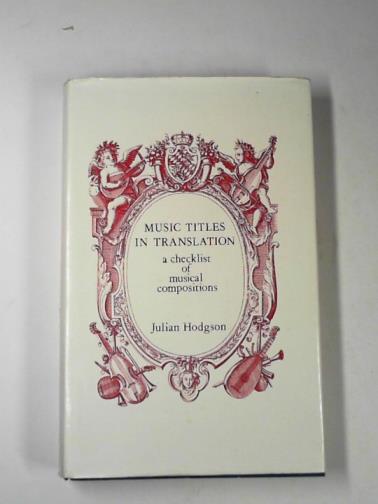 MUSIC TITLES
IN TRANSLATION
a checklist
of
musical
compositions
Julian Hodgson